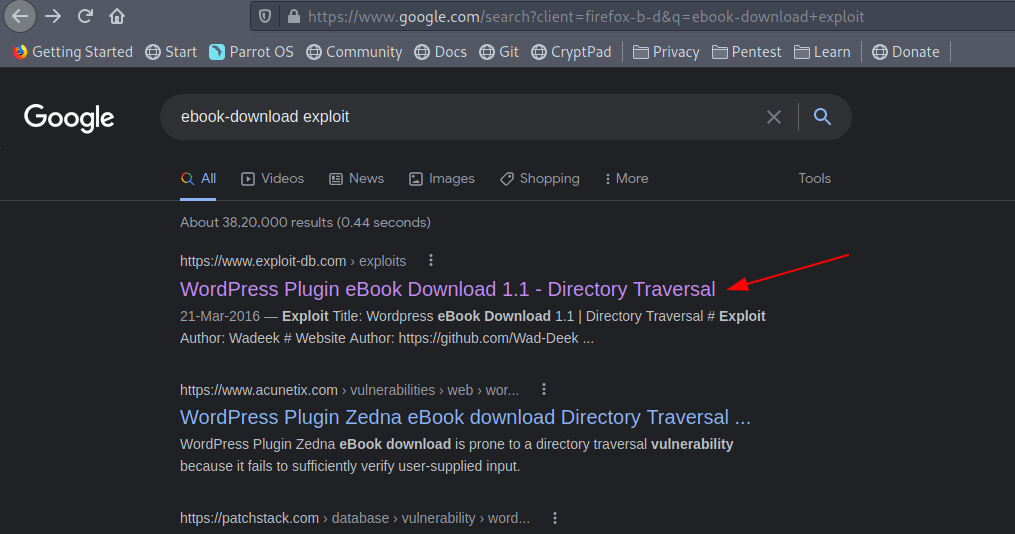 https://www.google.com/search?client=firefox-b-d&q=ebook-download+exploit
Getting Started Start Parrot OS Community Docs Git CryptPad Privacy Pentest Learn Donate
Google ebook-download exploit
All Videos News Images Shopping More Tools
About 38,20,000 results (0.44 seconds)
https://www.exploit-db.com › exploits
WordPress Plugin eBook Download 1.1 - Directory Traversal
21-Mar-2016 — Exploit Title: Wordpress eBook Download 1.1 | Directory Traversal # Exploit
Author: Wadeek # Website Author: https://github.com/Wad-Deek ...
https://www.acunetix.com › vulnerabilities › web › wor...
WordPress Plugin Zedna eBook download Directory Traversal ...
WordPress Plugin Zedna eBook download is prone to a directory traversal vulnerability
because it fails to sufficiently verify user-supplied input.
https://patchstack.com › database › vulnerability › word...